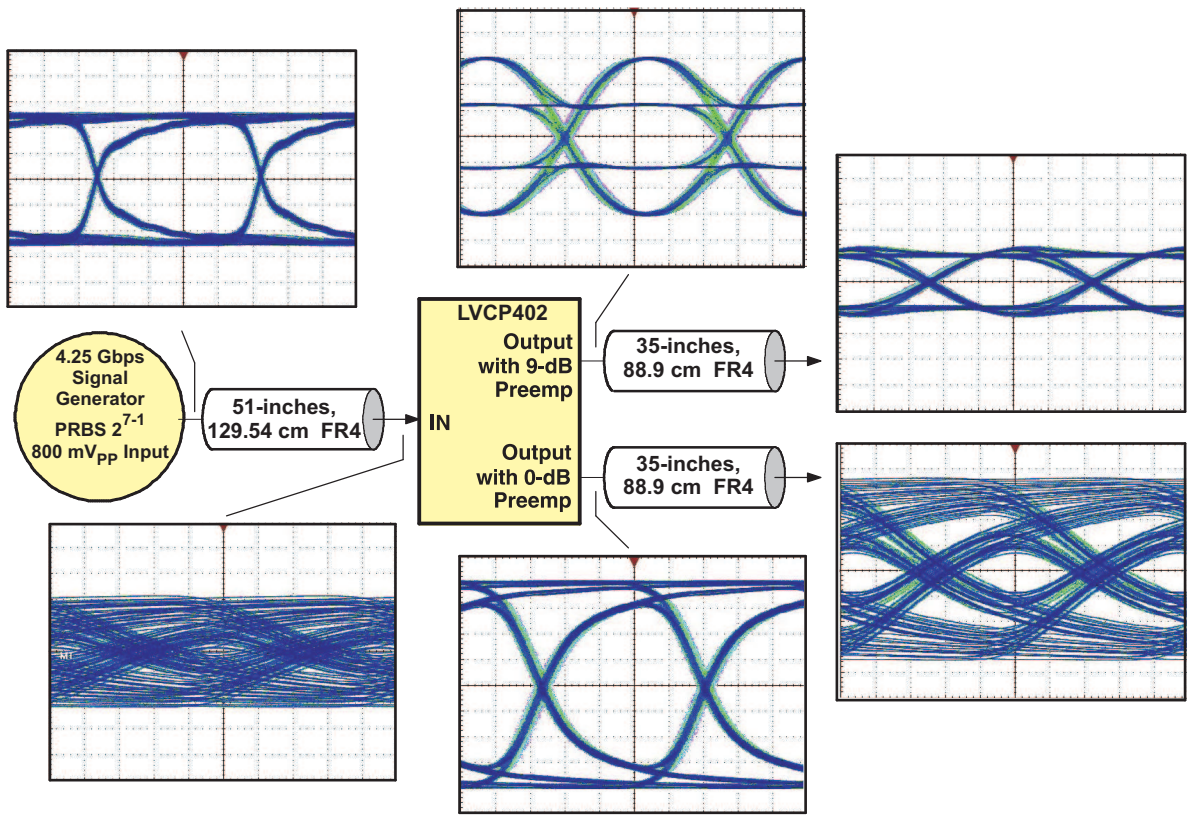 LVCP402
Output
with 9-dB
Preemp
35-inches,
88.9 cm FR4
4.25 Gbps
Signal
Generator
PRBS 2^7-1
800 mVPP Input
51-inches,
129.54 cm FR4
IN
Output
with 0-dB
Preemp
35-inches,
88.9 cm FR4
MT